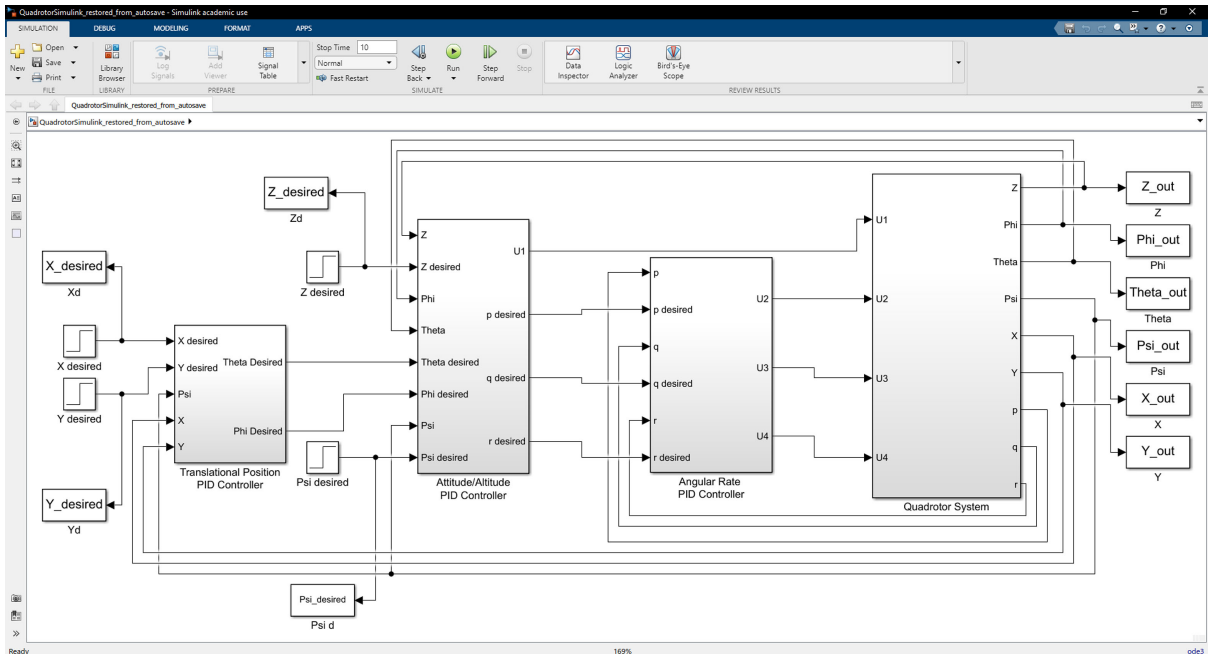 QuadrotorSimulink_restored_from_autosave - Simulink academic use
SIMULATION DEBUG MODELING FORMAT APPS
New
Open
Save
Print
FILE
Library
Browser
LIBRARY
Log
Signals
Add
Viewer
Signal
Table
PREPARE
Stop Time 10
Normal
Fast Restart
Step
Back
Run
Step
Forward
Stop
SIMULATE
Data
Inspector
Logic
Analyzer
Bird's-Eye
Scope
REVIEW RESULTS
QuadrotorSimulink_restored_from_autosave
QuadrotorSimulink_restored_from_autosave
X_desired
Xd
X desired
Y desired
Y_desired
Yd
Z_desired
Zd
Z desired
X desired
Y desired
Psi
X
Y
Theta Desired
Phi Desired
Translational Position
PID Controller
Psi desired
Psi_desired
Psi d
Z
Z desired
Phi
Theta
Theta desired
Phi desired
Psi
Psi desired
U1
p desired
q desired
r desired
Attitude/Altitude
PID Controller
p
p desired
q
q desired
r
r desired
U2
U3
U4
Angular Rate
PID Controller
U1
U2
U3
U4
Z
Phi
Theta
Psi
X
Y
p
q
r
Quadrotor System
Z_out
Z
Phi_out
Phi
Theta_out
Theta
Psi_out
Psi
X_out
X
Y_out
Y
Ready 169% ode3